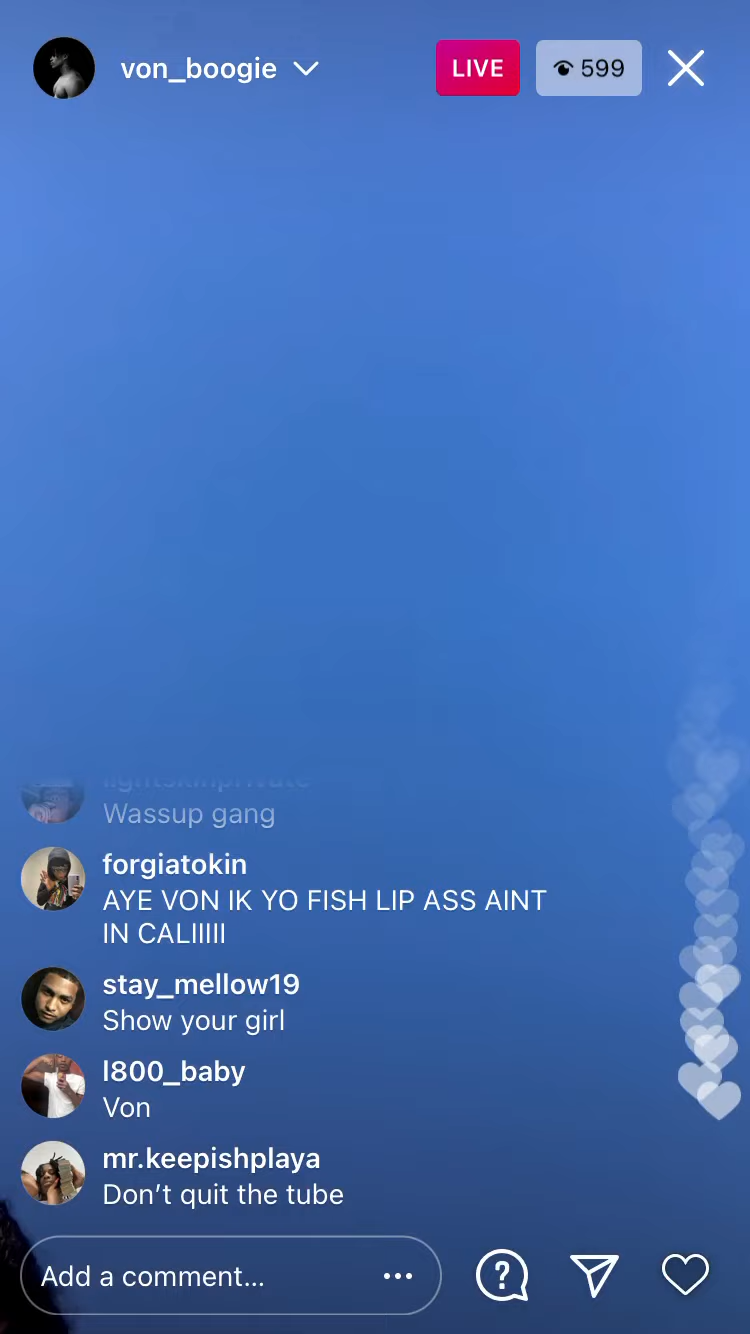 von_boogie
LIVE
599
lightskinprivate
Wassup gang
forgiatokin
AYE VON IK YO FISH LIP ASS AINT
IN CALIIIII
stay_mellow19
Show your girl
l800_baby
Von
mr.keepishplaya
Don't quit the tube
Add a comment...